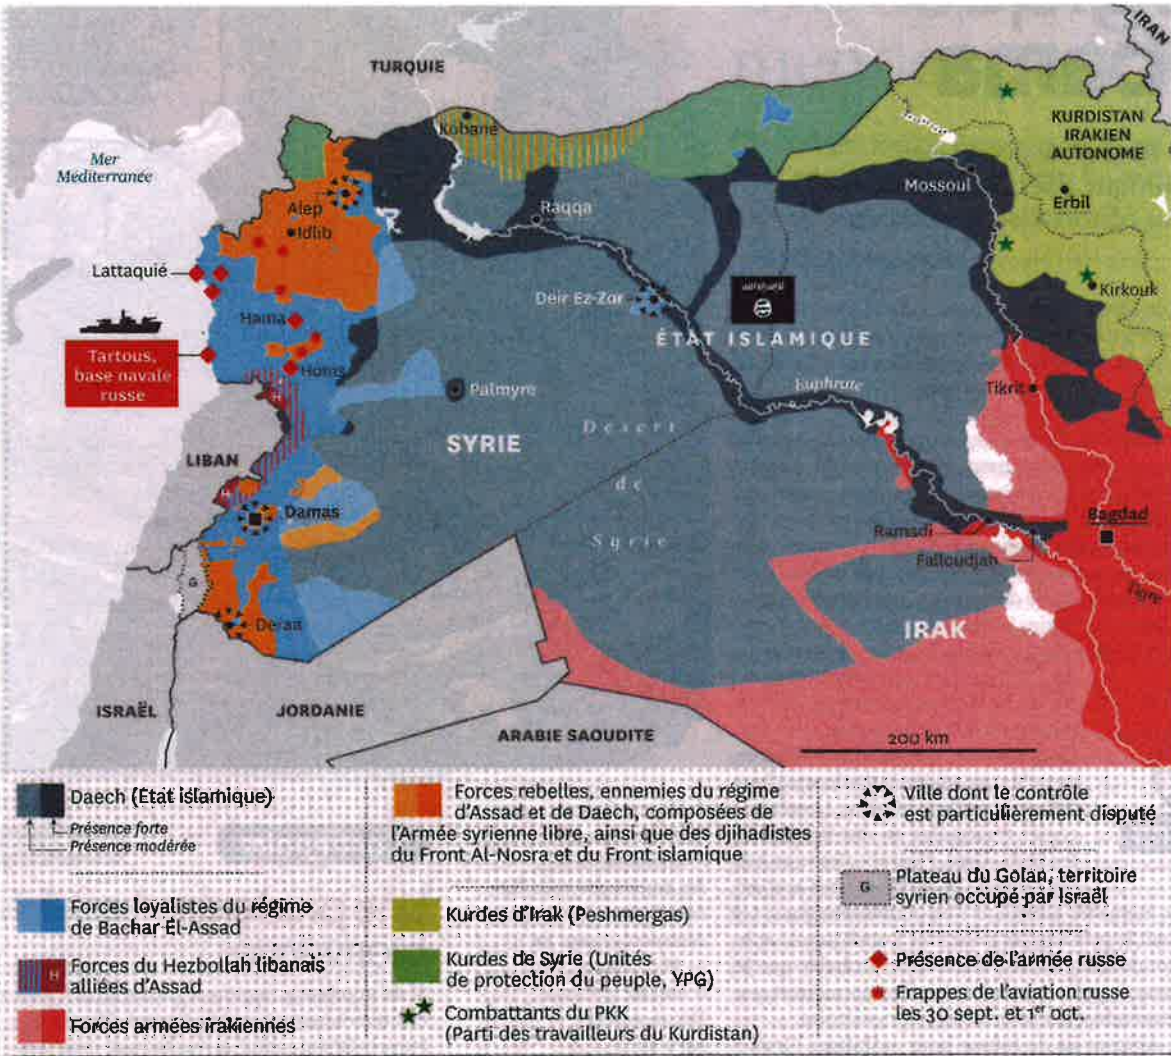 IRAN
TURQUIE
Kobane
KURDISTAN
IRAKIEN
AUTONOME
Mer
Méditerranée
Mossoul
Erbil
Alep
Idlib
Raqqa
Lattaquié
Kirkouk
Deir Ez-Zor
ÉTAT ISLAMIQUE
Hama
Tartous,
base navale
russe
Homs
H
Palmyre
Euphrate
Tikrit
SYRIE
Désert
de
Syrie
LIBAN
H
Damas
Ramadi
Bagdad
Falloudjah
Tigre
G
Deraa
IRAK
ISRAËL
JORDANIE
ARABIE SAOUDITE
200 km
Daech (État islamique)
Présence forte
Présence modérée
Forces loyalistes du régime
de Bachar El-Assad
H
Forces du Hezbollah libanais
alliées d'Assad
Forces armées irakiennes
Forces rebelles, ennemies du régime
d'Assad et de Daech, composées de
l'Armée syrienne libre, ainsi que des djihadistes
du Front Al-Nosra et du Front islamique
Kurdes d'Irak (Peshmergas)
Kurdes de Syrie (Unités
de protection du peuple, YPG)
Combattants du PKK
(Parti des travailleurs du Kurdistan)
Ville dont le contrôle
est particulièrement disputé
G
Plateau du Golan, territoire
syrien occupé par Israël
Présence de l'armée russe
Frappes de l'aviation russe
les 30 sept. et 1er oct.